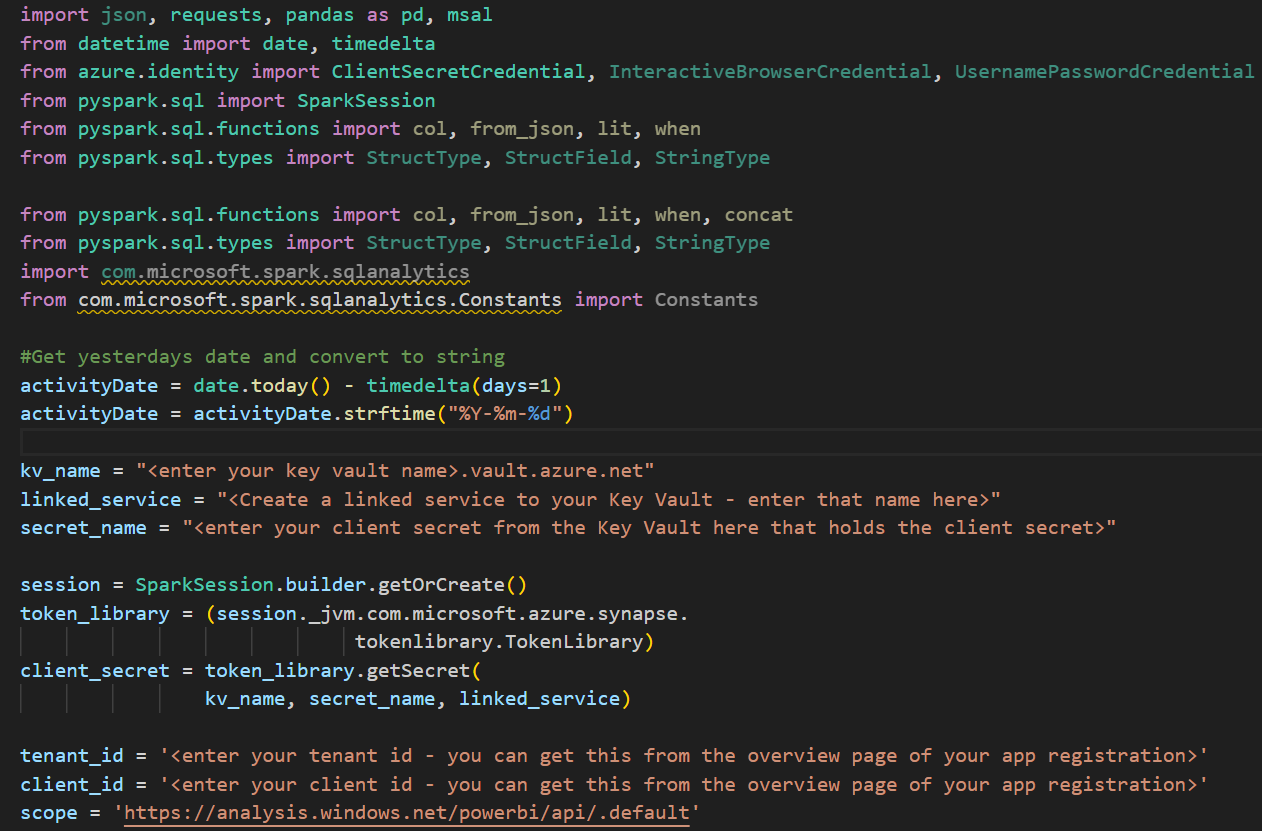 import json, requests, pandas as pd, msal
from datetime import date, timedelta
from azure.identity import ClientSecretCredential, InteractiveBrowserCredential, UsernamePasswordCredential
from pyspark.sql import SparkSession
from pyspark.sql.functions import col, from_json, lit, when
from pyspark.sql.types import StructType, StructField, StringType
from pyspark.sql.functions import col, from_json, lit, when, concat
from pyspark.sql.types import StructType, StructField, StringType
import com.microsoft.spark.sqlanalytics
from com.microsoft.spark.sqlanalytics.Constants import Constants
#Get yesterdays date and convert to string
activityDate = date.today() - timedelta(days=1)
activityDate = activityDate.strftime("%Y-%m-%d")
kv_name = "<enter your key vault name>.vault.azure.net"
linked_service = "<Create a linked service to your Key Vault - enter that name here>"
secret_name = "<enter your client secret from the Key Vault here that holds the client secret>"
session = SparkSession.builder.getOrCreate()
token_library = (session._jvm.com.microsoft.azure.synapse.
tokenlibrary.TokenLibrary)
client_secret = token_library.getSecret(
kv_name, secret_name, linked_service)
tenant_id = '<enter your tenant id - you can get this from the overview page of your app registration>'
client_id = '<enter your client id - you can get this from the overview page of your app registration>'
scope = 'https://analysis.windows.net/powerbi/api/.default'